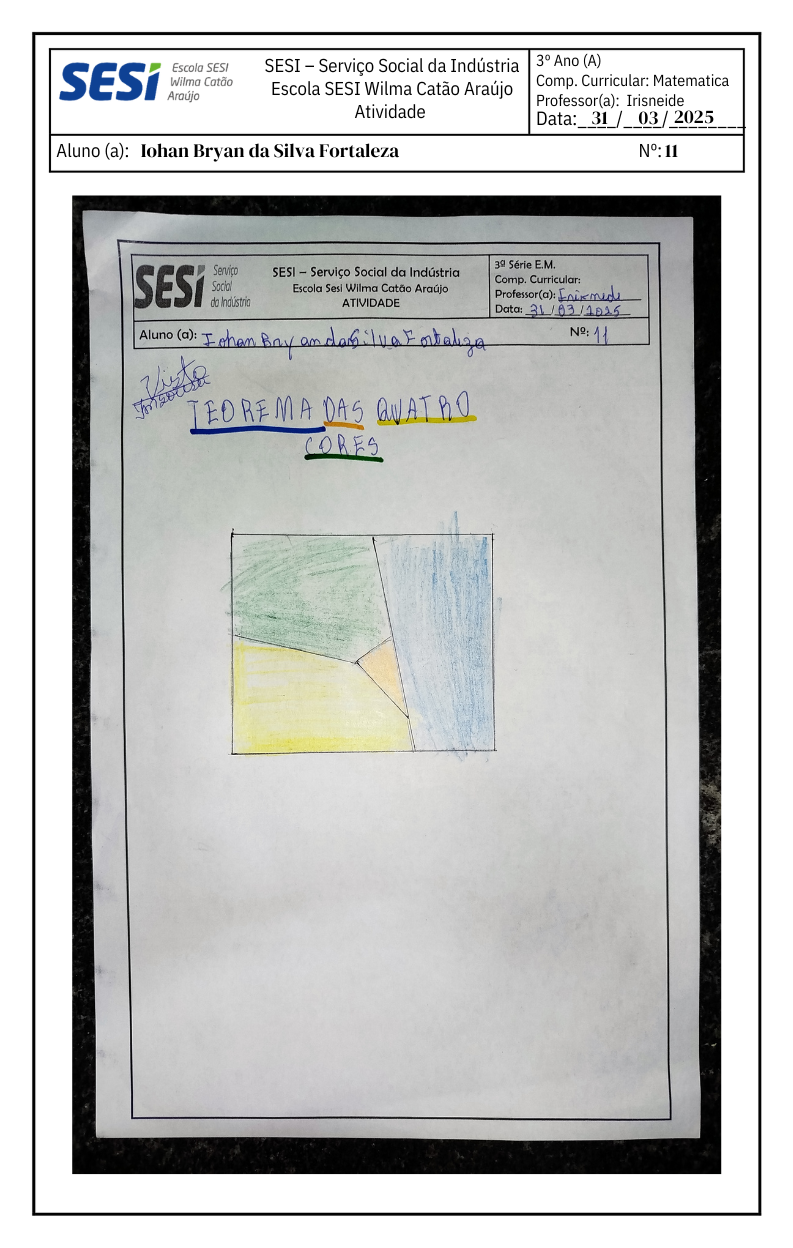 SESI
Escola SESI
Wilma Catão
Araújo
SESI – Serviço Social da Indústria
Escola SESI Wilma Catão Araújo
Atividade
3º Ano (A)
Comp. Curricular: Matematica
Professor(a): Irisneide
Data: 31 / 03 / 2025
Aluno (a): Iohan Bryan da Silva Fortaleza Nº: 11
SESI
Serviço
Social
da Indústria
SESI – Serviço Social da Indústria
Escola Sesi Wilma Catão Araújo
ATIVIDADE
3ª Série E.M.
Comp. Curricular:
Professor(a): Irisneide
Data: 31 / 03 / 2025
Aluno (a): Iohan Bryan da Silva Fortaleza Nº: 11
Visto
TEOREMA DAS QUATRO
CORES